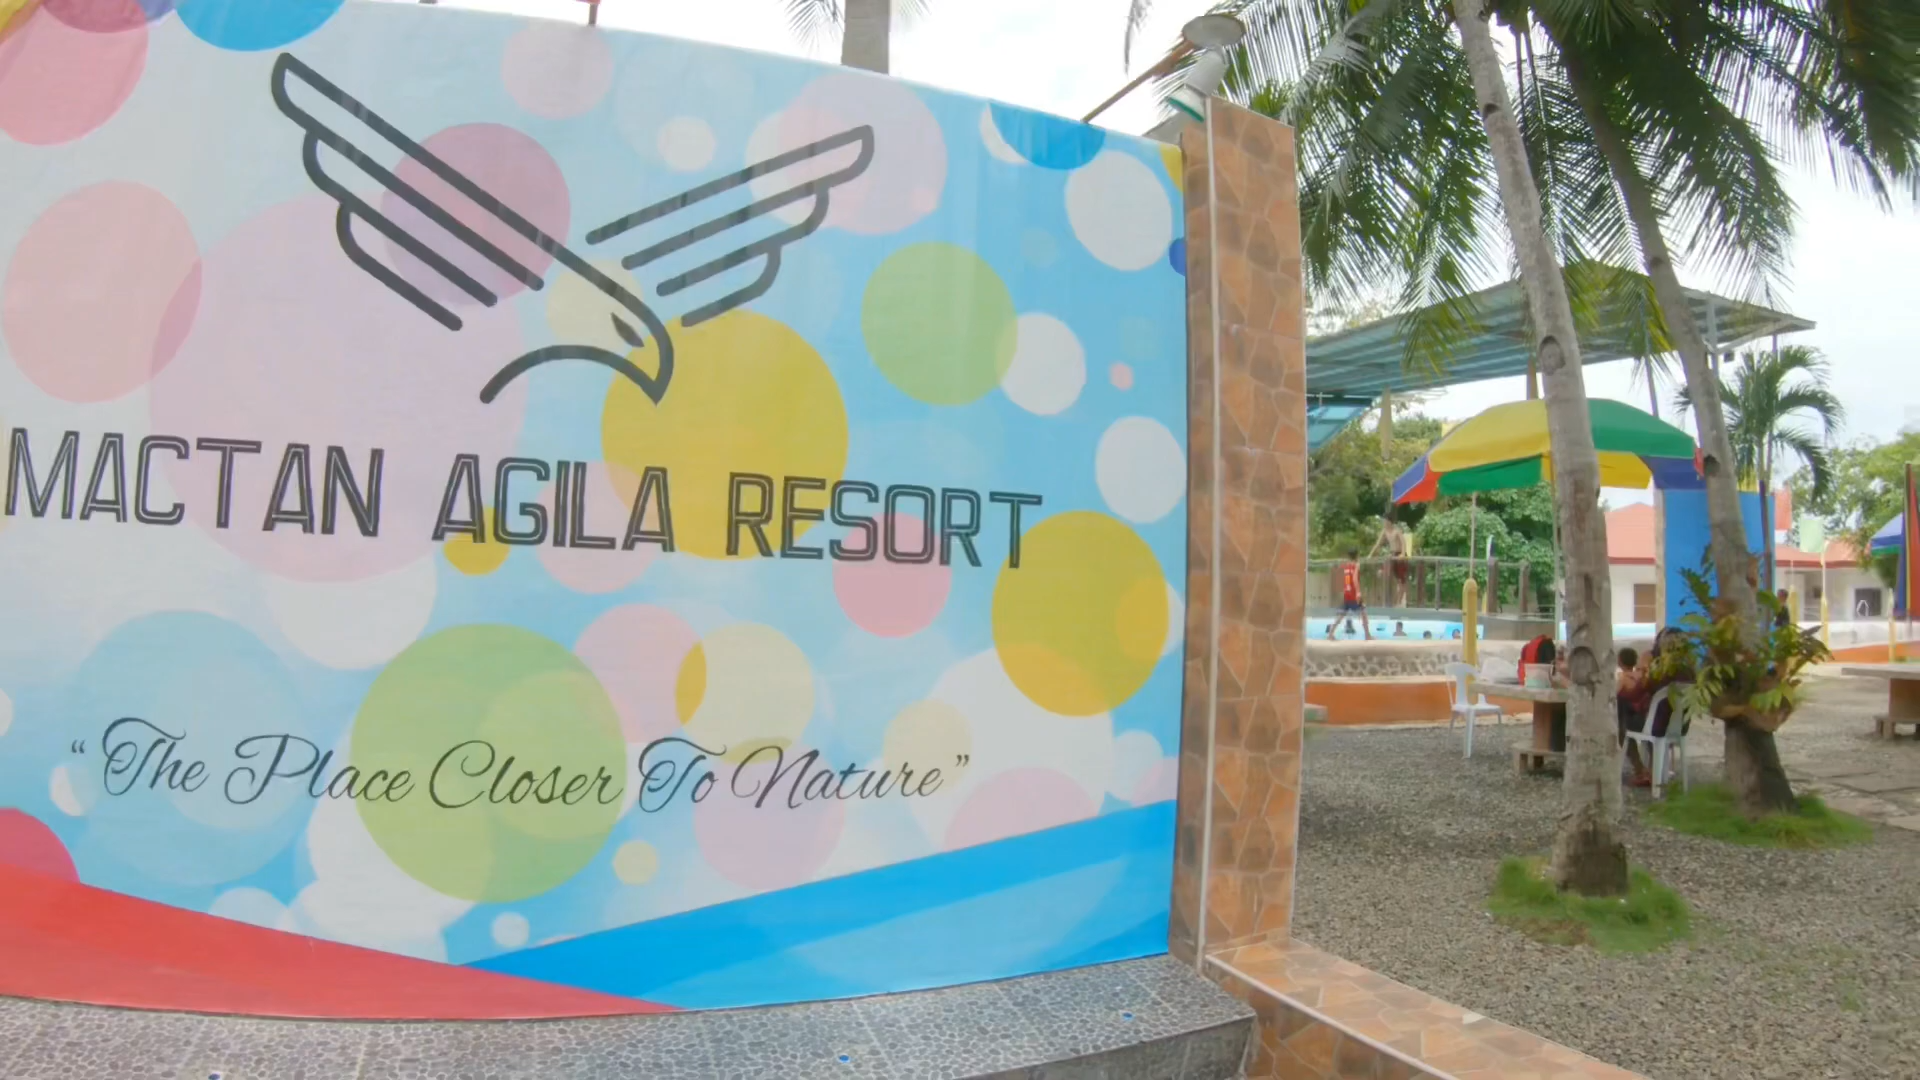 MACTAN AGILA RESORT
“The Place Closer To Nature”